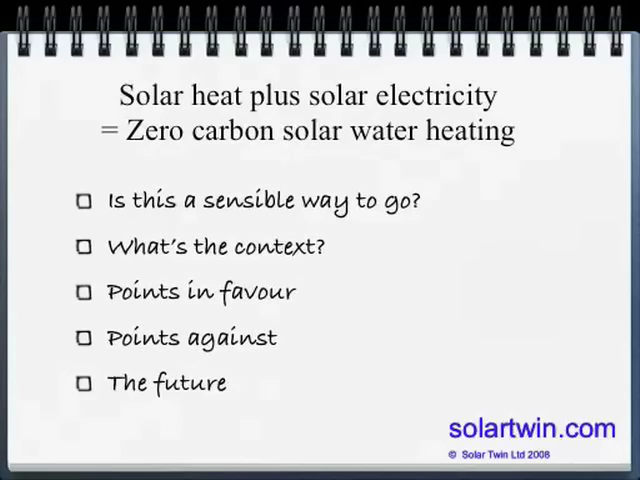 Solar heat plus solar electricity
= Zero carbon solar water heating
Is this a sensible way to go?
What's the context?
Points in favour
Points against
The future
solartwin.com
© Solar Twin Ltd 2008